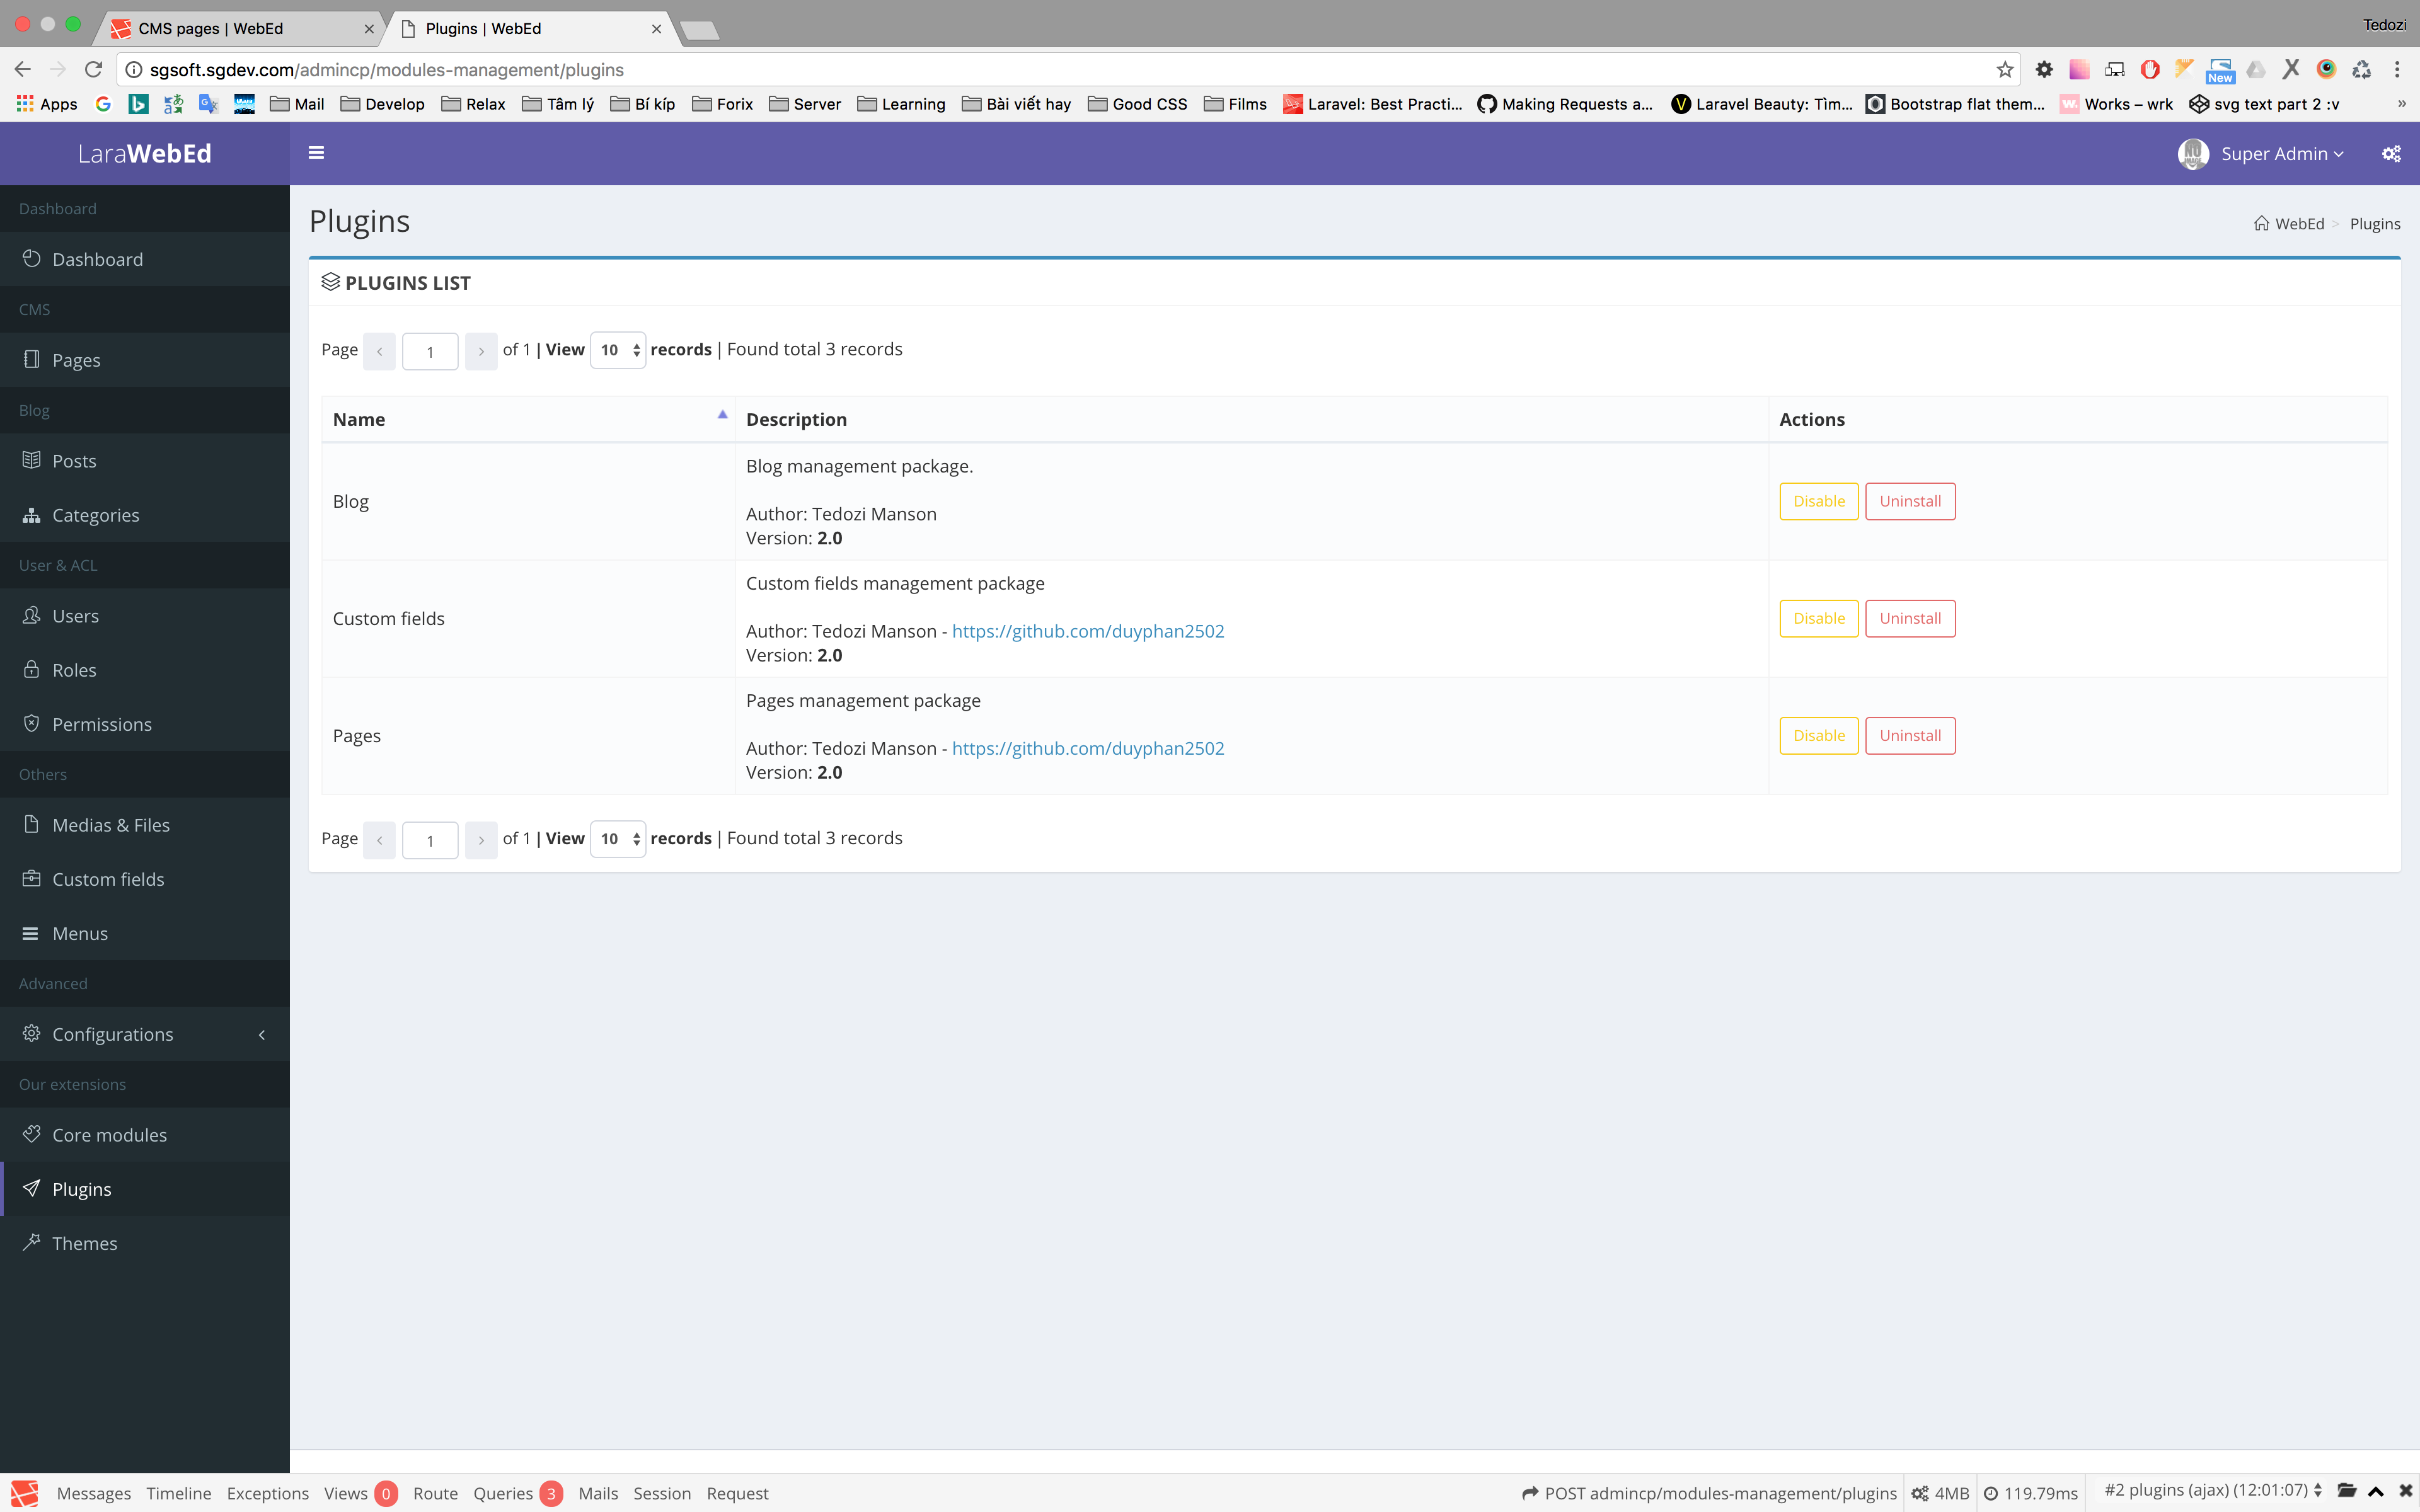 CMS pages | WebEd
Plugins | WebEd
Tedozi
sgsoft.sgdev.com/admincp/modules-management/plugins
New
Apps
Mail
Develop
Relax
Tâm lý
Bí kíp
Forix
Server
Learning
Bài viết hay
Good CSS
Films
Laravel: Best Practi...
Making Requests a...
Laravel Beauty: Tìm...
Bootstrap flat them...
Works – wrk
svg text part 2 :v
»
LaraWebEd
Super Admin
Dashboard
Dashboard
CMS
Pages
Blog
Posts
Categories
User & ACL
Users
Roles
Permissions
Others
Medias & Files
Custom fields
Menus
Advanced
Configurations
Our extensions
Core modules
Plugins
Themes
Plugins
WebEd > Plugins
PLUGINS LIST
Page 1 of 1 | View 10 records | Found total 3 records
Name Description Actions
Blog
Blog management package.
Author: Tedozi Manson
Version: 2.0
Disable Uninstall
Custom fields
Custom fields management package
Author: Tedozi Manson - https://github.com/duyphan2502
Version: 2.0
Disable Uninstall
Pages
Pages management package
Author: Tedozi Manson - https://github.com/duyphan2502
Version: 2.0
Disable Uninstall
Page 1 of 1 | View 10 records | Found total 3 records
Messages Timeline Exceptions Views 0 Route Queries 3 Mails Session Request
POST admincp/modules-management/plugins 4MB 119.79ms #2 plugins (ajax) (12:01:07)